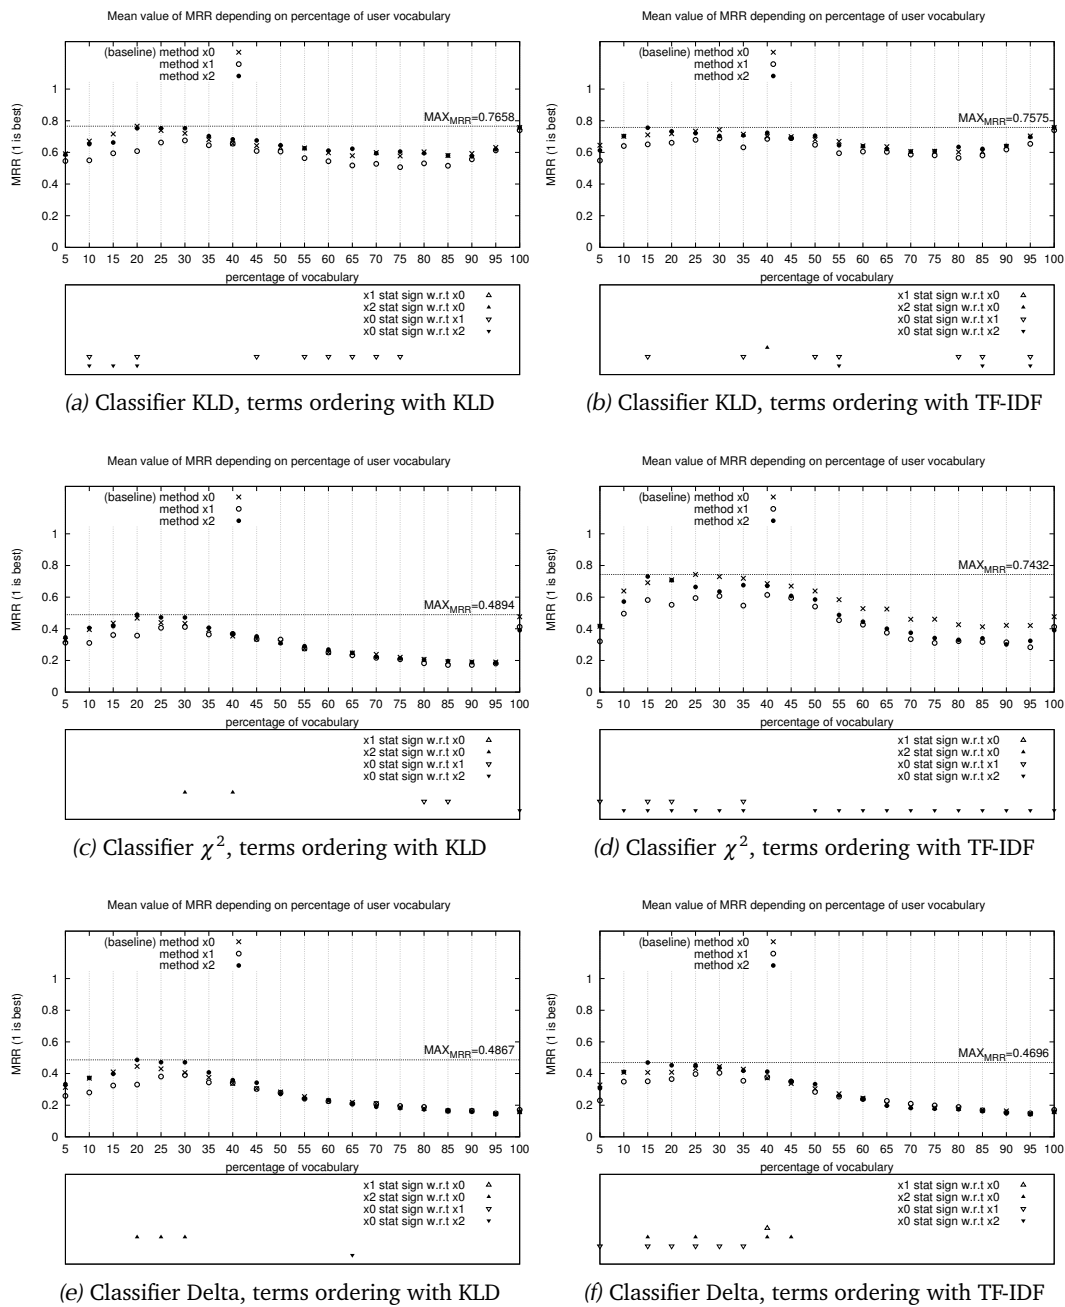 Mean value of MRR depending on percentage of user vocabulary
(baseline) method x0
method x1
method x2
MRR (1 is best)
1
0.8
0.6
0.4
0.2
0
MAX_MRR=0.7658
5 10 15 20 25 30 35 40 45 50 55 60 65 70 75 80 85 90 95 100
percentage of vocabulary
x1 stat sign w.r.t x0
x2 stat sign w.r.t x0
x0 stat sign w.r.t x1
x0 stat sign w.r.t x2
(a) Classifier KLD, terms ordering with KLD
Mean value of MRR depending on percentage of user vocabulary
(baseline) method x0
method x1
method x2
MRR (1 is best)
1
0.8
0.6
0.4
0.2
0
MAX_MRR=0.7575
5 10 15 20 25 30 35 40 45 50 55 60 65 70 75 80 85 90 95 100
percentage of vocabulary
x1 stat sign w.r.t x0
x2 stat sign w.r.t x0
x0 stat sign w.r.t x1
x0 stat sign w.r.t x2
(b) Classifier KLD, terms ordering with TF-IDF
Mean value of MRR depending on percentage of user vocabulary
(baseline) method x0
method x1
method x2
MRR (1 is best)
1
0.8
0.6
0.4
0.2
0
MAX_MRR=0.4894
5 10 15 20 25 30 35 40 45 50 55 60 65 70 75 80 85 90 95 100
percentage of vocabulary
x1 stat sign w.r.t x0
x2 stat sign w.r.t x0
x0 stat sign w.r.t x1
x0 stat sign w.r.t x2
(c) Classifier χ², terms ordering with KLD
Mean value of MRR depending on percentage of user vocabulary
(baseline) method x0
method x1
method x2
MRR (1 is best)
1
0.8
0.6
0.4
0.2
0
MAX_MRR=0.7432
5 10 15 20 25 30 35 40 45 50 55 60 65 70 75 80 85 90 95 100
percentage of vocabulary
x1 stat sign w.r.t x0
x2 stat sign w.r.t x0
x0 stat sign w.r.t x1
x0 stat sign w.r.t x2
(d) Classifier χ², terms ordering with TF-IDF
Mean value of MRR depending on percentage of user vocabulary
(baseline) method x0
method x1
method x2
MRR (1 is best)
1
0.8
0.6
0.4
0.2
0
MAX_MRR=0.4867
5 10 15 20 25 30 35 40 45 50 55 60 65 70 75 80 85 90 95 100
percentage of vocabulary
x1 stat sign w.r.t x0
x2 stat sign w.r.t x0
x0 stat sign w.r.t x1
x0 stat sign w.r.t x2
(e) Classifier Delta, terms ordering with KLD
Mean value of MRR depending on percentage of user vocabulary
(baseline) method x0
method x1
method x2
MRR (1 is best)
1
0.8
0.6
0.4
0.2
0
MAX_MRR=0.4696
5 10 15 20 25 30 35 40 45 50 55 60 65 70 75 80 85 90 95 100
percentage of vocabulary
x1 stat sign w.r.t x0
x2 stat sign w.r.t x0
x0 stat sign w.r.t x1
x0 stat sign w.r.t x2
(f) Classifier Delta, terms ordering with TF-IDF